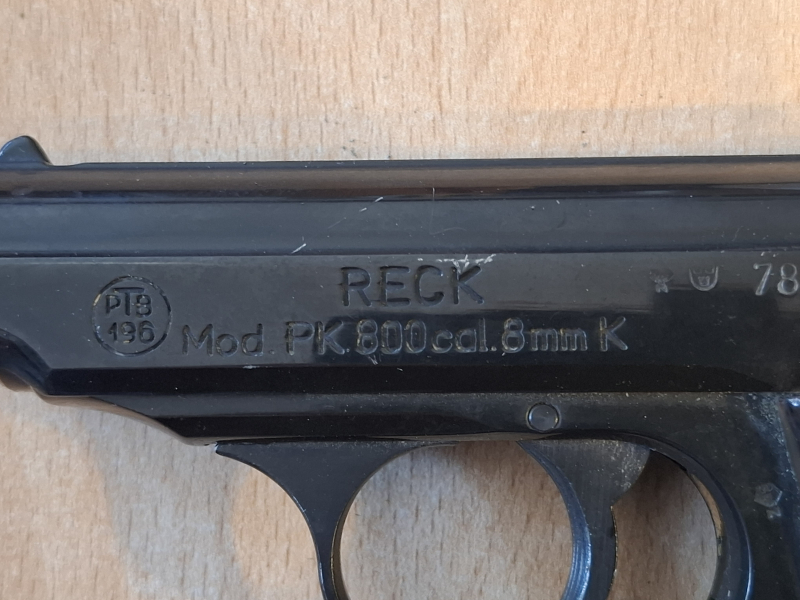 PTB
196
RECK
Mod. PK 800 cal. 8mm K
78